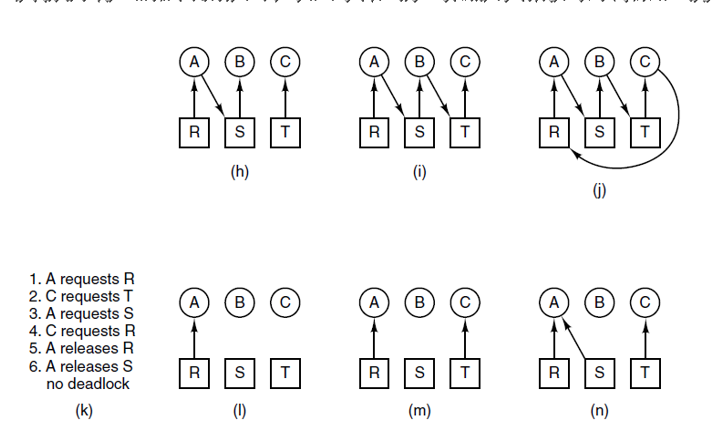 A B C
R S T
(h)
A B C
R S T
(i)
A B C
R S T
(j)
1. A requests R
2. C requests T
3. A requests S
4. C requests R
5. A releases R
6. A releases S
no deadlock
(k)
A B C
R S T
(l)
A B C
R S T
(m)
A B C
R S T
(n)